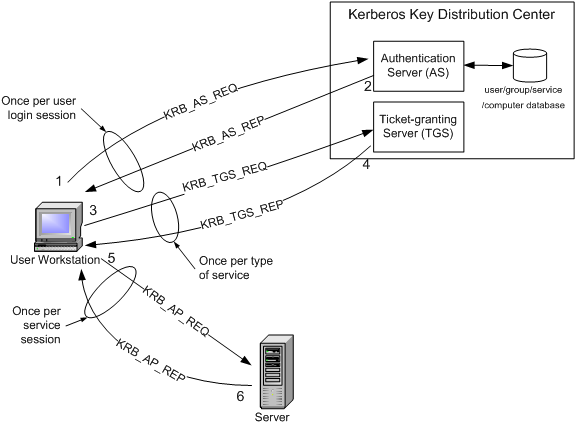 Kerberos Key Distribution Center
Authentication
Server (AS)
2
user/group/service
/computer database
Ticket-granting
Server (TGS)
4
Once per user
login session
KRB_AS_REQ
KRB_AS_REP
1
3
KRB_TGS_REQ
KRB_TGS_REP
User Workstation
5
Once per type
of service
Once per
service
session
KRB_AP_REQ
KRB_AP_REP
6
Server